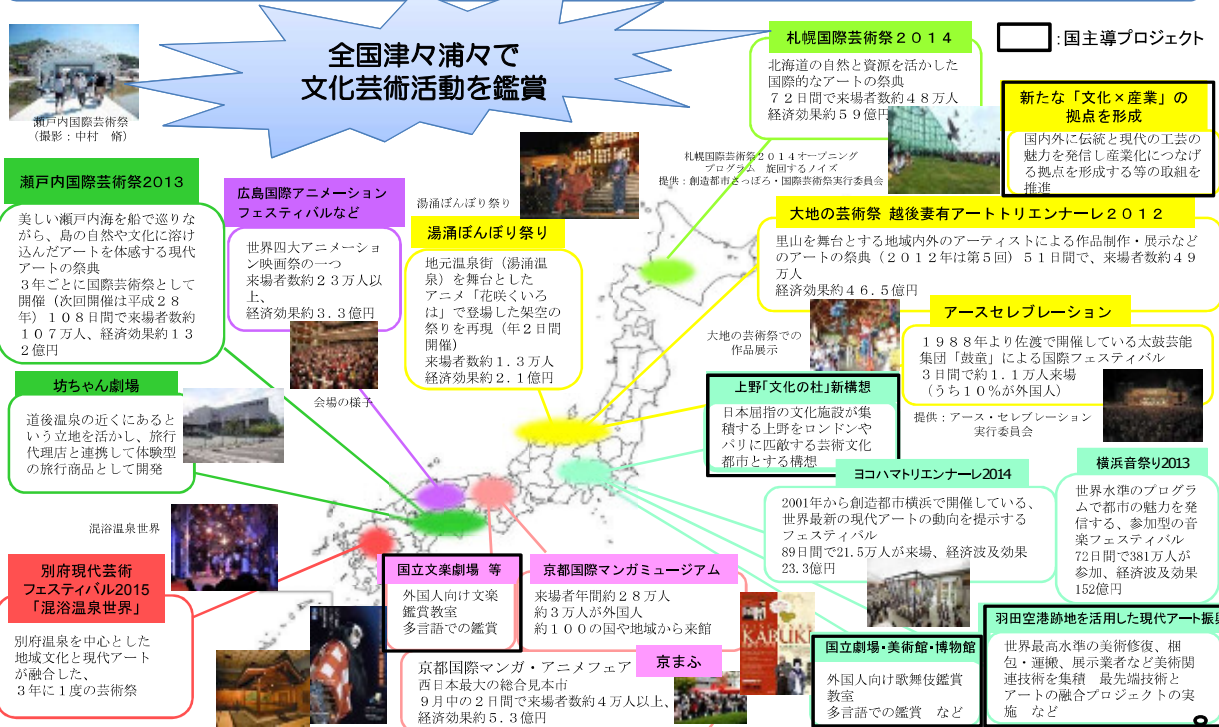 全国津々浦々で
文化芸術活動を鑑賞
：国主導プロジェクト
瀬戸内国際芸術祭
（撮影：中村　脩）
瀬戸内国際芸術祭2013
美しい瀬戸内海を船で巡りな
がら、島の自然や文化に溶け
込んだアートを体感する現代
アートの祭典
３年ごとに国際芸術祭として
開催（次回開催は平成２８
年）１０８日間で来場者数約
１０７万人、経済効果約１３
２億円
広島国際アニメーション
フェスティバルなど
世界四大アニメーショ
ン映画祭の一つ
来場者数約２３万人以
上、
経済効果約３.３億円
会場の様子
湯涌ぼんぼり祭り
湯涌ぼんぼり祭り
地元温泉街（湯涌温
泉）を舞台とした
アニメ「花咲くいろ
は」で登場した架空の
祭りを再現（年２日間
開催）
来場者数約１.３万人
経済効果約２.１億円
札幌国際芸術祭２０１４
北海道の自然と資源を活かした
国際的なアートの祭典
７２日間で来場者数約４８万人
経済効果約５９億円
札幌国際芸術祭２０１４オープニング
プログラム　旋回するノイズ
提供：創造都市さっぽろ・国際芸術祭実行委員会
新たな「文化×産業」の
拠点を形成
国内外に伝統と現代の工芸の
魅力を発信し産業化につなげ
る拠点を形成する等の取組を
推進
大地の芸術祭 越後妻有アートトリエンナーレ２０１２
里山を舞台とする地域内外のアーティストによる作品制作・展示など
のアートの祭典（２０１２年は第５回）５１日間で、来場者数約４９
万人
経済効果約４６.５億円
大地の芸術祭での
作品展示
アースセレブレーション
１９８８年より佐渡で開催している太鼓芸能
集団「鼓童」による国際フェスティバル
３日間で約１.１万人来場
（うち１０％が外国人）
提供：アース・セレブレーション
実行委員会
坊ちゃん劇場
道後温泉の近くにあると
いう立地を活かし、旅行
代理店と連携して体験型
の旅行商品として開発
上野「文化の杜」新構想
日本屈指の文化施設が集
積する上野をロンドンや
パリに匹敵する芸術文化
都市とする構想
ヨコハマトリエンナーレ2014
2001年から創造都市横浜で開催している、
世界最新の現代アートの動向を提示する
フェスティバル
89日間で21.5万人が来場、経済波及効果
23.3億円
横浜音祭り2013
世界水準のプログラ
ムで都市の魅力を発
信する、参加型の音
楽フェスティバル
72日間で381万人が
参加、経済波及効果
152億円
混浴温泉世界
別府現代芸術
フェスティバル2015
「混浴温泉世界」
別府温泉を中心とした
地域文化と現代アート
が融合した、
３年に１度の芸術祭
国立文楽劇場 等
外国人向け文楽
鑑賞教室
多言語での鑑賞
京都国際マンガミュージアム
来場者年間約２８万人
約３万人が外国人
約１００の国や地域から来館
京まふ
京都国際マンガ・アニメフェア
西日本最大の総合見本市
９月中の２日間で来場者数約４万人以上、
経済効果約５.３億円
KABUKI
国立劇場・美術館・博物館
外国人向け歌舞伎鑑賞
教室
多言語での鑑賞　など
羽田空港跡地を活用した現代アート振興
世界最高水準の美術修復、梱
包・運搬、展示業者など美術関
連技術を集積　最先端技術と
アートの融合プロジェクトの実
施　など